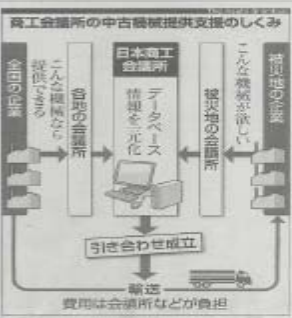 商工会議所の中古機械提供支援のしくみ
被災地の企業
こんな機械が欲しい
被災地の会議所
日本商工
会議所
データベース
情報を一元化
各地の会議所
こんな機械なら
提供できる
全国の企業
引き合わせ成立
輸送
費用は会議所などが負担